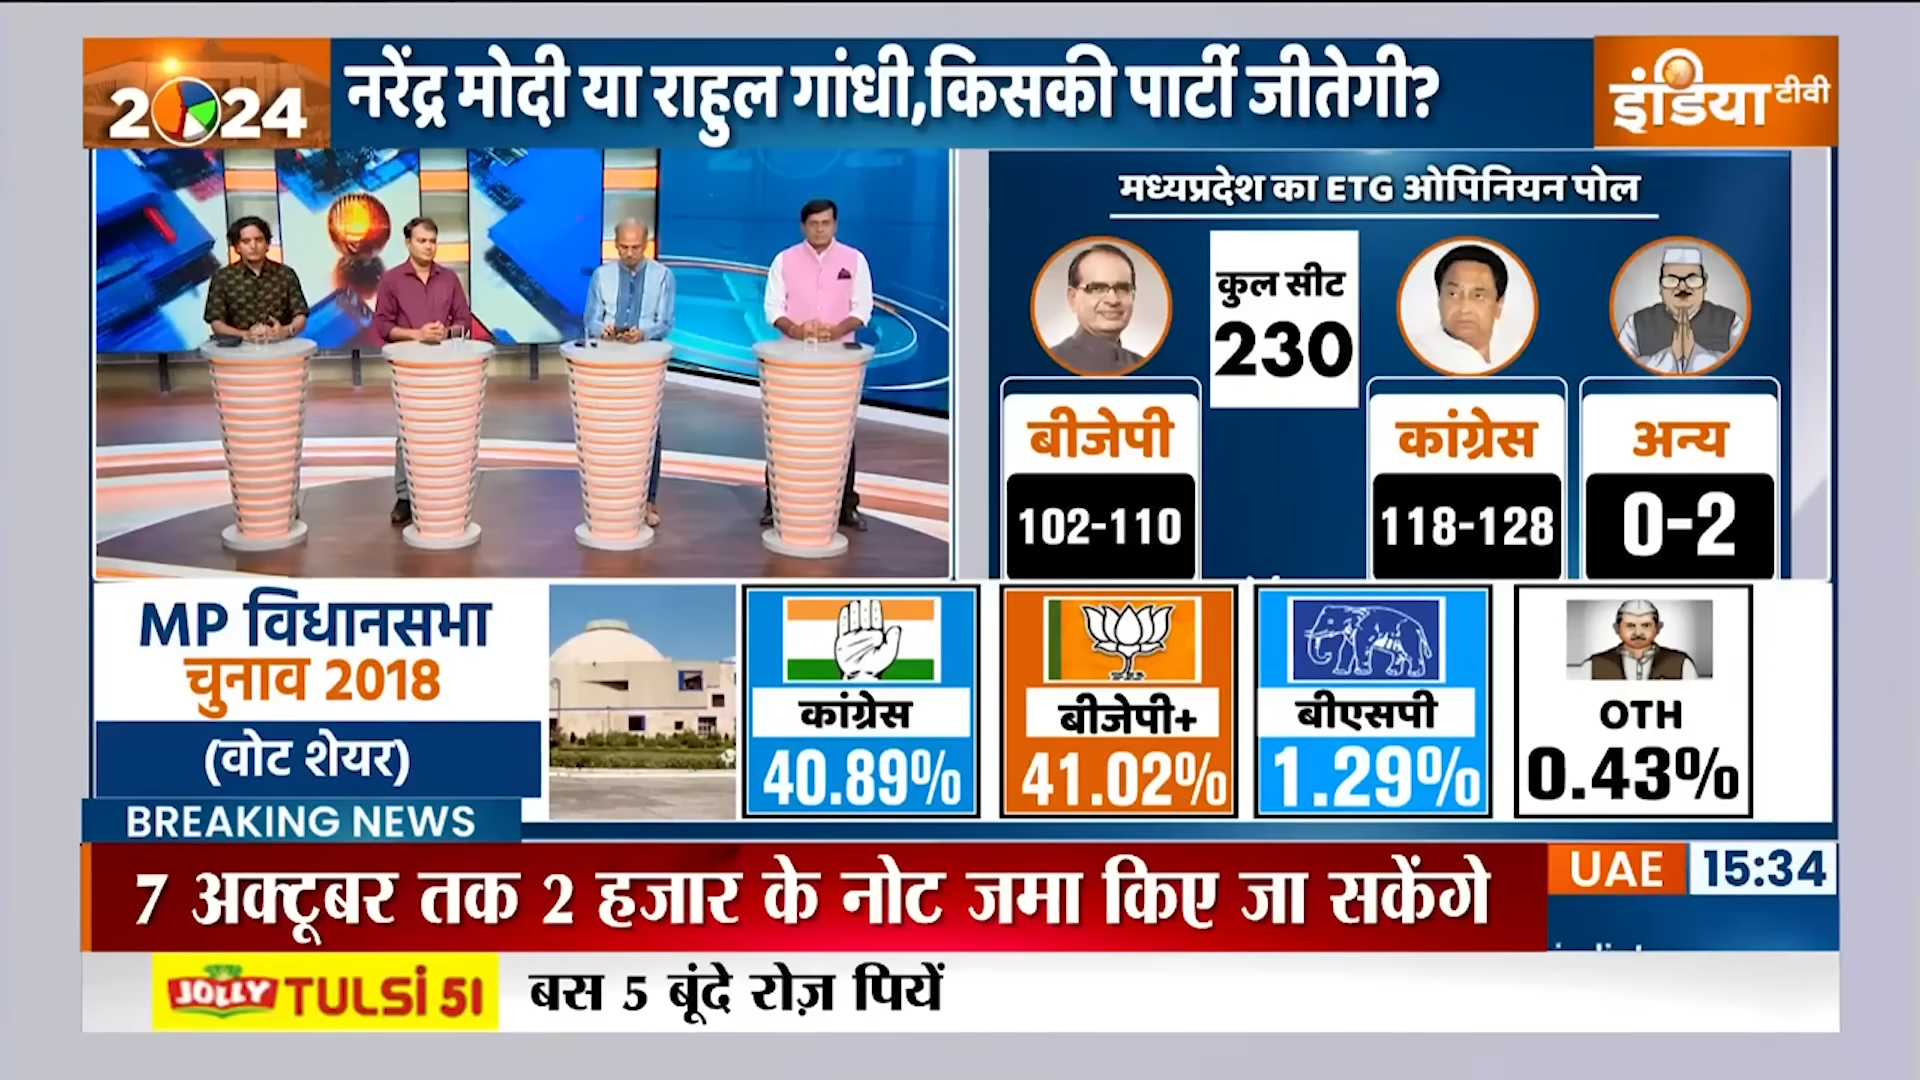 2024
नरेंद्र मोदी या राहुल गांधी,किसकी पार्टी जीतेगी?
इंडिया टीवी
मध्यप्रदेश का ETG ओपिनियन पोल
कुल सीट
230
बीजेपी
102-110
कांग्रेस
118-128
अन्य
0-2
MP विधानसभा
चुनाव 2018
(वोट शेयर)
कांग्रेस
40.89%
बीजेपी+
41.02%
बीएसपी
1.29%
OTH
0.43%
BREAKING NEWS
7 अक्टूबर तक 2 हजार के नोट जमा किए जा सकेंगे
UAE 15:34
JOLLY TULSI 51
बस 5 बूंदे रोज़ पियें